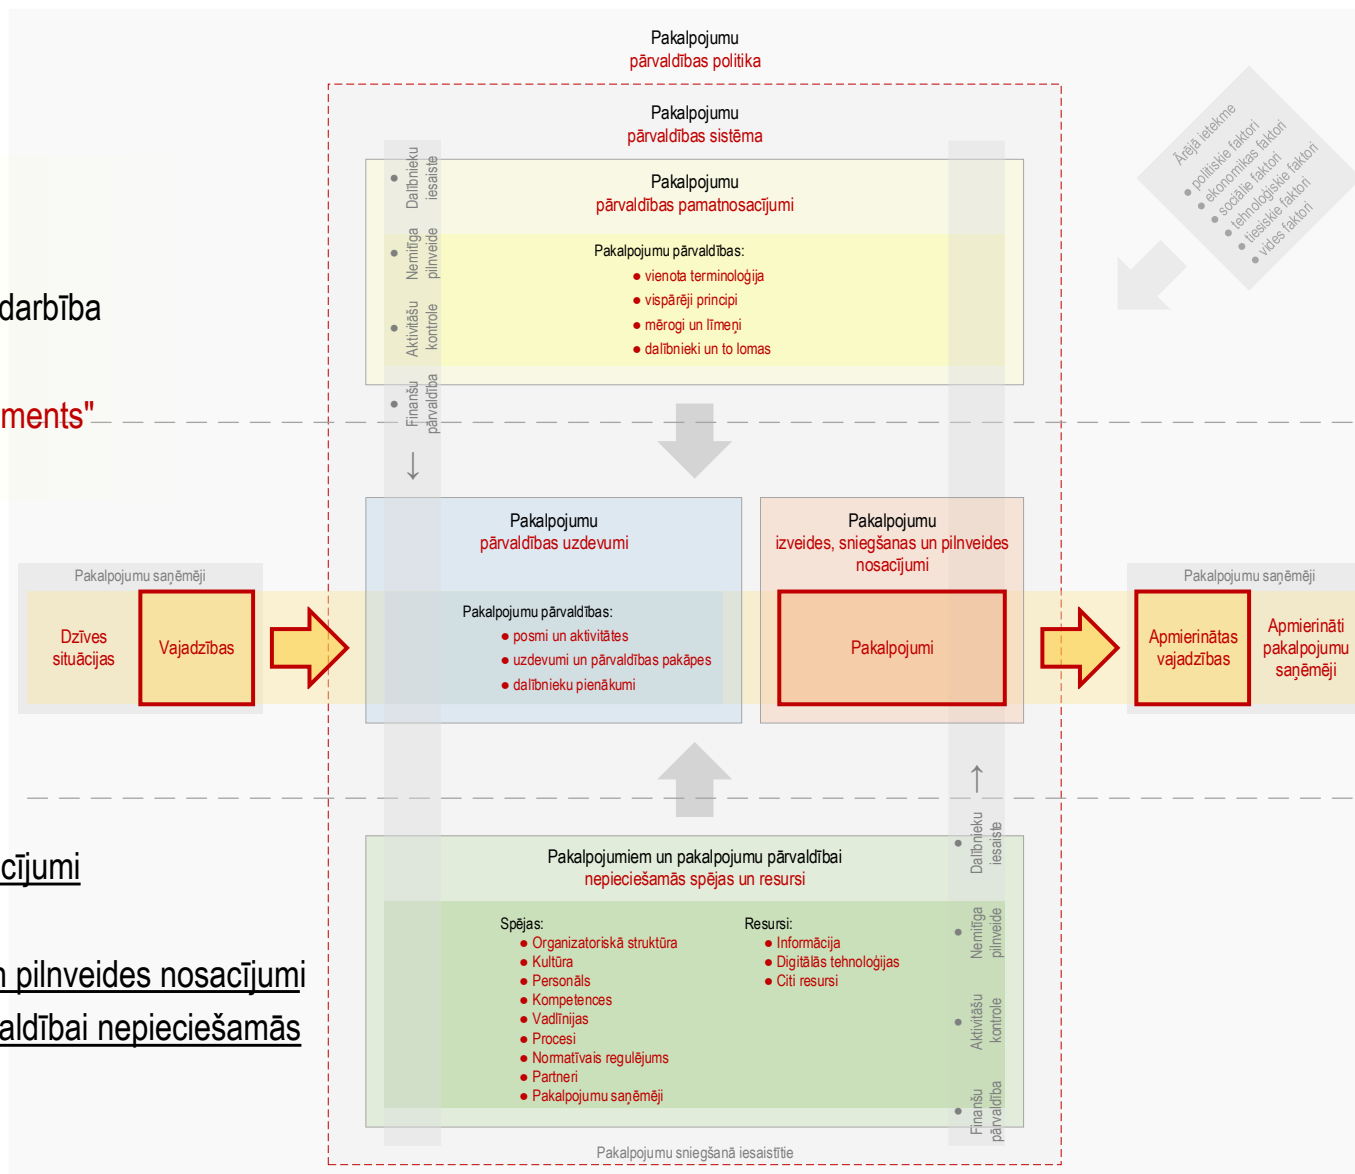 Pakalpojumu
pārvaldības politika
Pakalpojumu
pārvaldības sistēma
Ārējā ietekme
● politiskie faktori
● ekonomikas faktori
● sociālie faktori
● tehnoloģiskie faktori
● tiesiskie faktori
● vides faktori
● Dalībnieku
iesaiste
● Nemitīga
pilnveide
● Aktivitāšu
kontrole
● Finanšu
pārvaldība
←
Pakalpojumu
pārvaldības pamatnosacījumi
Pakalpojumu pārvaldības:
● vienota terminoloģija
● vispārēji principi
● mērogi un līmeņi
● dalībnieki un to lomas
darbība
ments"
Pakalpojumu
pārvaldības uzdevumi
Pakalpojumu pārvaldības:
● posmi un aktivitātes
● uzdevumi un pārvaldības pakāpes
● dalībnieku pienākumi
Pakalpojumu
izveides, sniegšanas un pilnveides
nosacījumi
Pakalpojumi
Pakalpojumu saņēmēji
Dzīves
situācijas
Vajadzības
Pakalpojumu saņēmēji
Apmierinātas
vajadzības
Apmierināti
pakalpojumu
saņēmēji
cījumi
n pilnveides nosacījumi
valdībai nepieciešamās
Pakalpojumiem un pakalpojumu pārvaldībai
nepieciešamās spējas un resursi
Spējas:
● Organizatoriskā struktūra
● Kultūra
● Personāls
● Kompetences
● Vadlīnijas
● Procesi
● Normatīvais regulējums
● Partneri
● Pakalpojumu saņēmēji
Resursi:
● Informācija
● Digitālās tehnoloģijas
● Citi resursi
→
● Dalībnieku
iesaiste
● Nemitīga
pilnveide
● Aktivitāšu
kontrole
● Finanšu
pārvaldība
Pakalpojumu sniegšanā iesaistītie